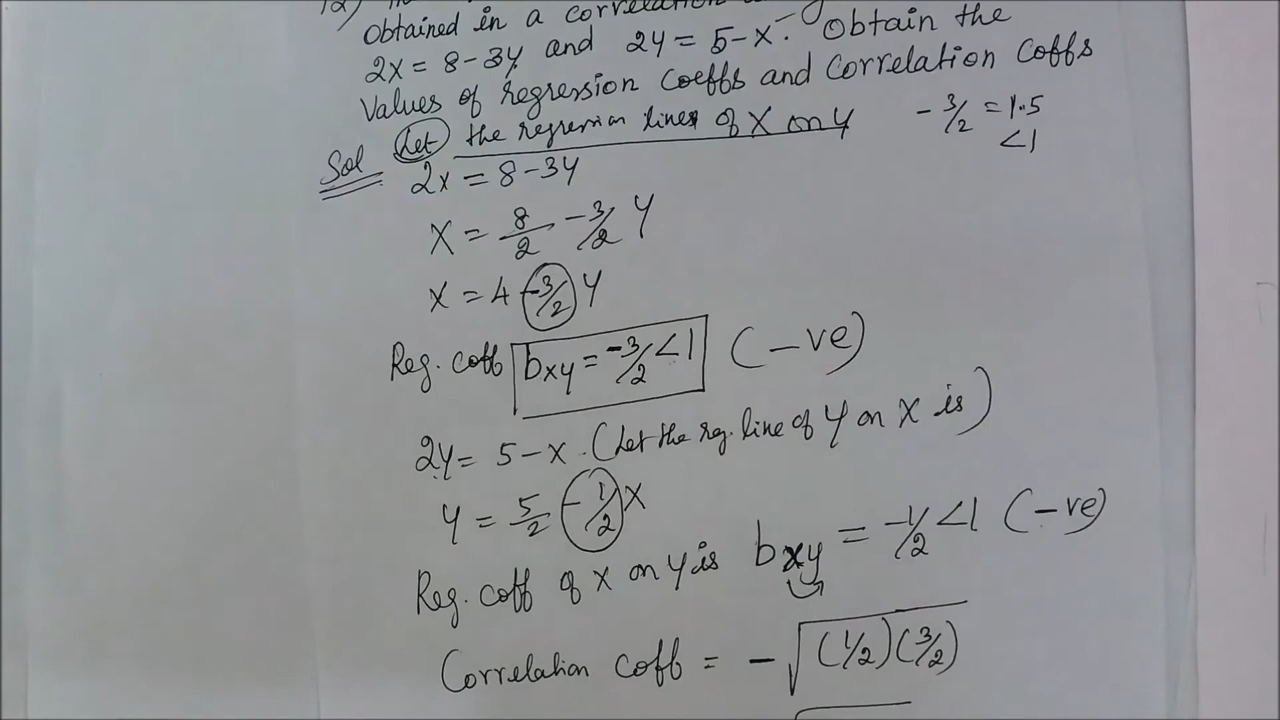 12)
obtained in a correlation
2x = 8-3y and 2y = 5-x. Obtain the
Values of regression coeffs and correlation coffs
Sol Let the regression lines of X on y
-3/2 = 1.5
<1
2x = 8-3y
X = 8/2 - 3/2 y
X = 4 -3/2 y
Reg. coff bxy = -3/2 <1 (-ve)
2y = 5-x. (Let the reg. line of y on x is)
y = 5/2 - 1/2 x
Reg. coff of x on y is bxy = -1/2 <1 (-ve)
Correlation coff = -√(1/2)(3/2)